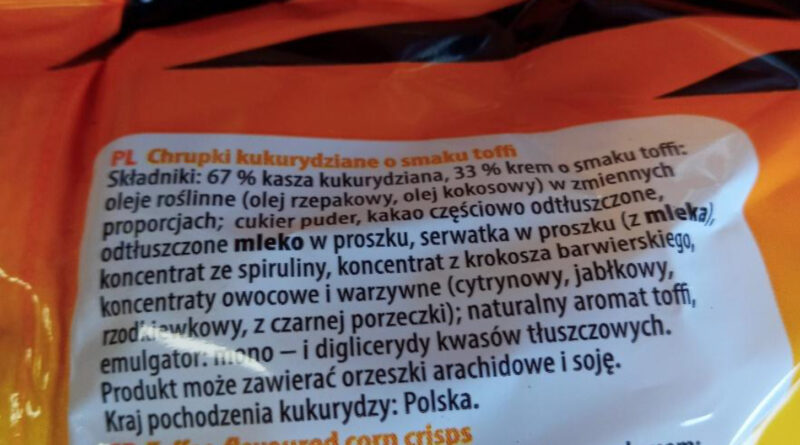 PL Chrupki kukurydziane o smaku toffi
Składniki: 67 % kasza kukurydziana, 33 % krem o smaku toffi:
oleje roślinne (olej rzepakowy, olej kokosowy) w zmiennych
proporcjach; cukier puder, kakao częściowo odtłuszczone,
odtłuszczone mleko w proszku, serwatka w proszku (z mleka),
koncentrat ze spiruliny, koncentrat z krokosza barwierskiego,
koncentraty owocowe i warzywne (cytrynowy, jabłkowy,
rzodkiewkowy, z czarnej porzeczki); naturalny aromat toffi,
emulgator: mono – i diglicerydy kwasów tłuszczowych.
Produkt może zawierać orzeszki arachidowe i soję.
Kraj pochodzenia kukurydzy: Polska.
flavoured corn crisps